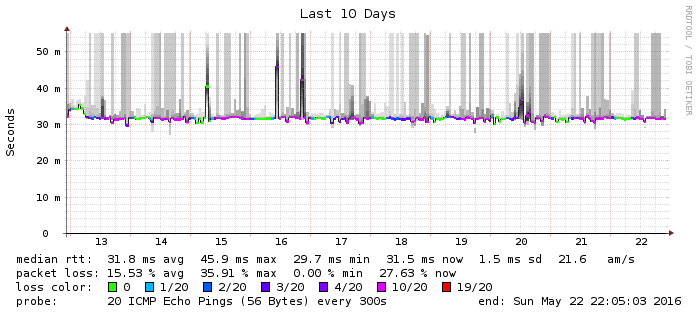 Last 10 Days
RRDTOOL / TOBI OETIKER
Seconds
50 m
40 m
30 m
20 m
10 m
0
13 14 15 16 17 18 19 20 21 22
median rtt: 31.8 ms avg 45.9 ms max 29.7 ms min 31.5 ms now 1.5 ms sd 21.6 am/s
packet loss: 15.53 % avg 35.91 % max 0.00 % min 27.63 % now
loss color: 0 1/20 2/20 3/20 4/20 10/20 19/20
probe: 20 ICMP Echo Pings (56 Bytes) every 300s end: Sun May 22 22:05:03 2016